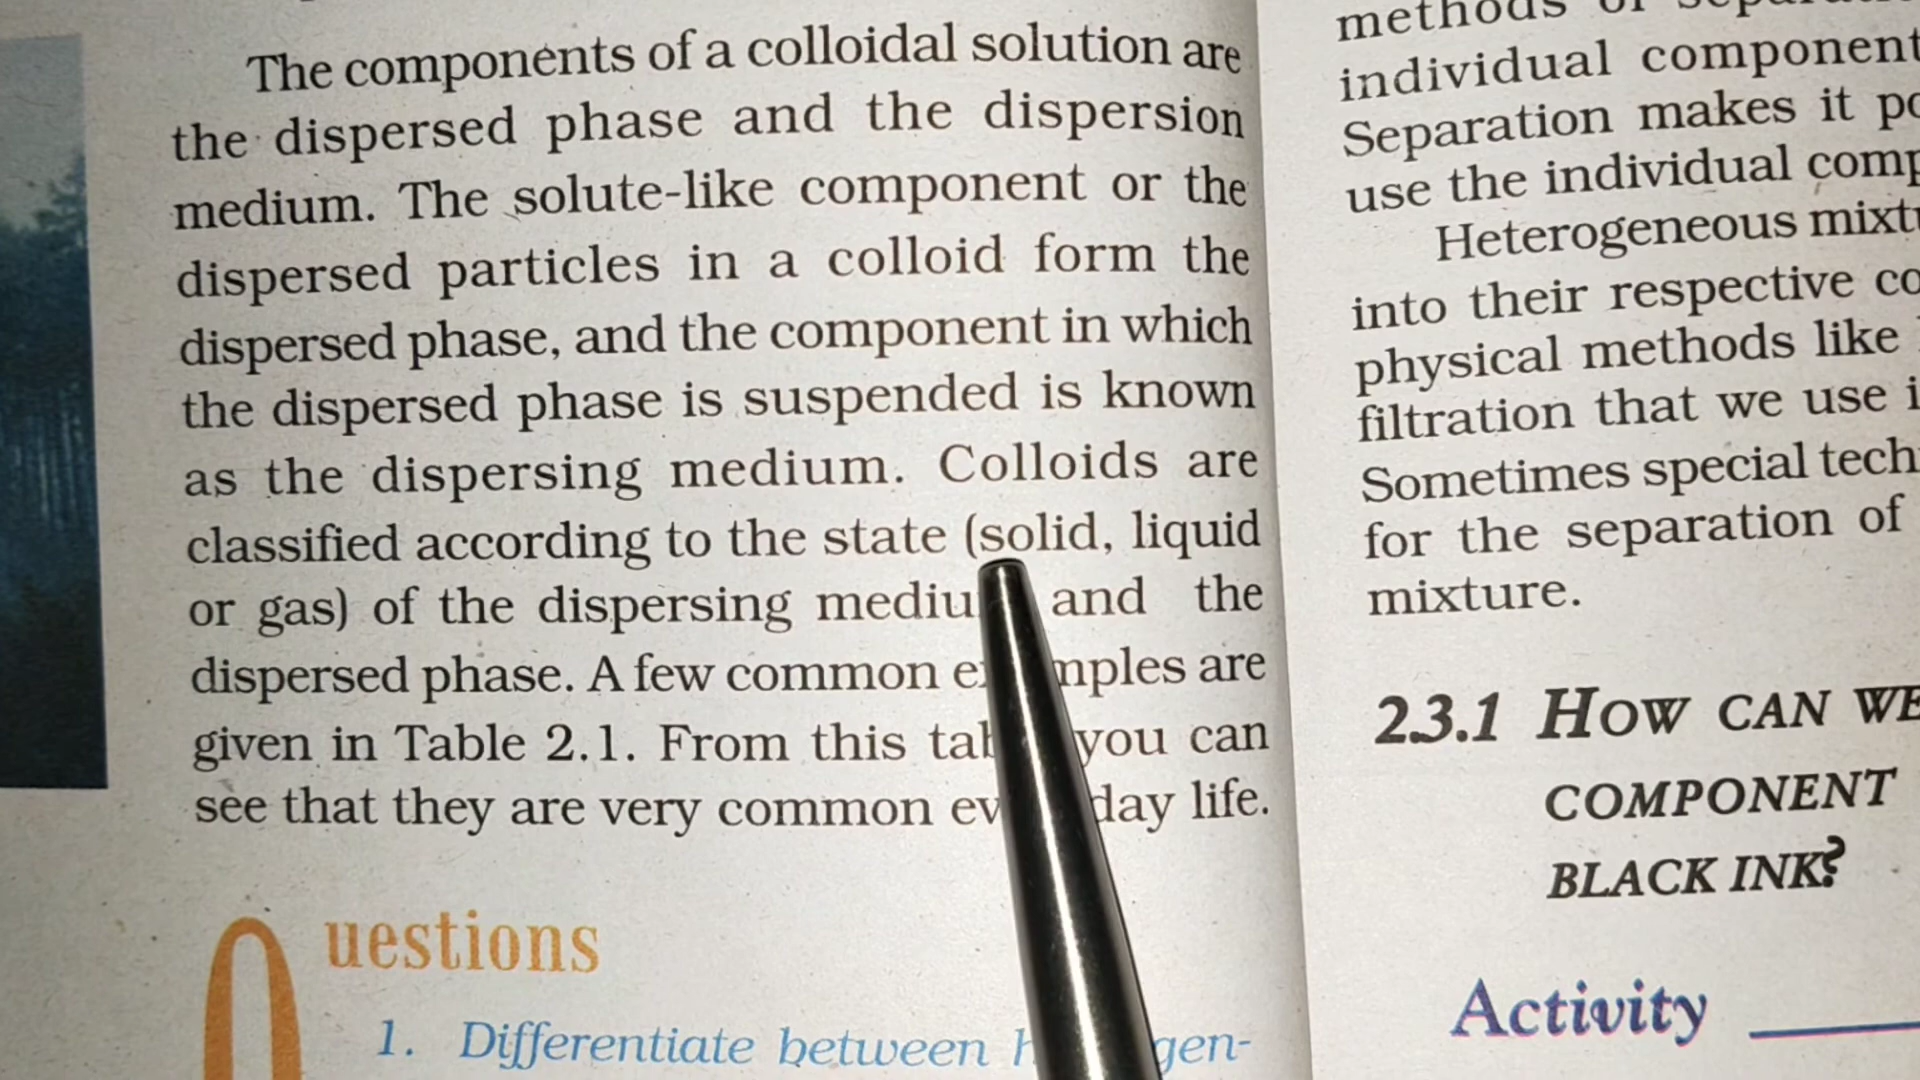 The components of a colloidal solution are
the dispersed phase and the dispersion
medium. The solute-like component or the
dispersed particles in a colloid form the
dispersed phase, and the component in which
the dispersed phase is suspended is known
as the dispersing medium. Colloids are
classified according to the state (solid, liquid
or gas) of the dispersing and the
dispersed phase. A few common are
given in Table 2.1. From this you can
see that they are very common life.
Questions
1. Differentiate between
methods of
individual
Separation makes it
use the individual
Heterogeneous
into their respective
physical methods like
filtration that we use
Sometimes special
for the separation of
mixture.
2.3.1 HOW CAN WE
COMPONENT
BLACK INK?
Activity